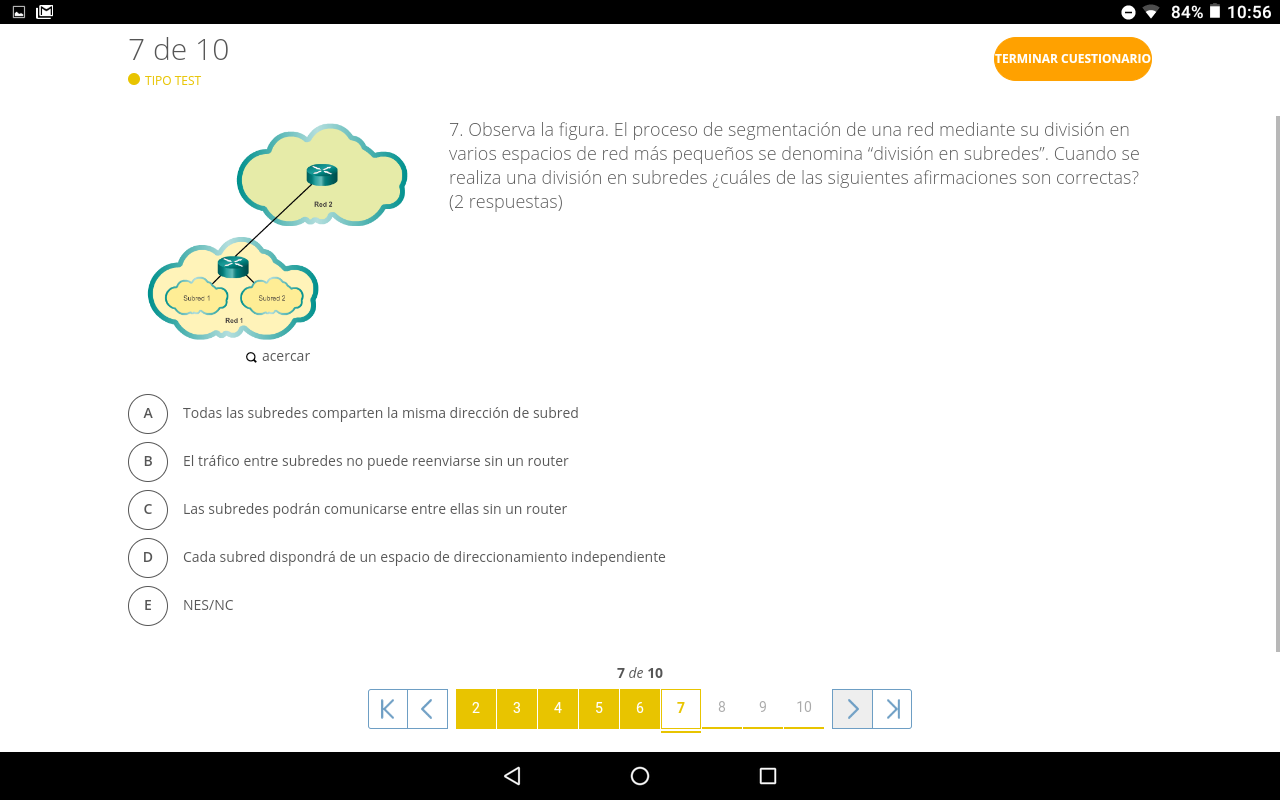 84% 10:56
7 de 10
TIPO TEST
TERMINAR CUESTIONARIO
Red 2
Subred 1
Subred 2
Red 1
acercar
7. Observa la figura. El proceso de segmentación de una red mediante su división en
varios espacios de red más pequeños se denomina “división en subredes”. Cuando se
realiza una división en subredes ¿cuáles de las siguientes afirmaciones son correctas?
(2 respuestas)
A Todas las subredes comparten la misma dirección de subred
B El tráfico entre subredes no puede reenviarse sin un router
C Las subredes podrán comunicarse entre ellas sin un router
D Cada subred dispondrá de un espacio de direccionamiento independiente
E NES/NC
7 de 10
2 3 4 5 6 7 8 9 10